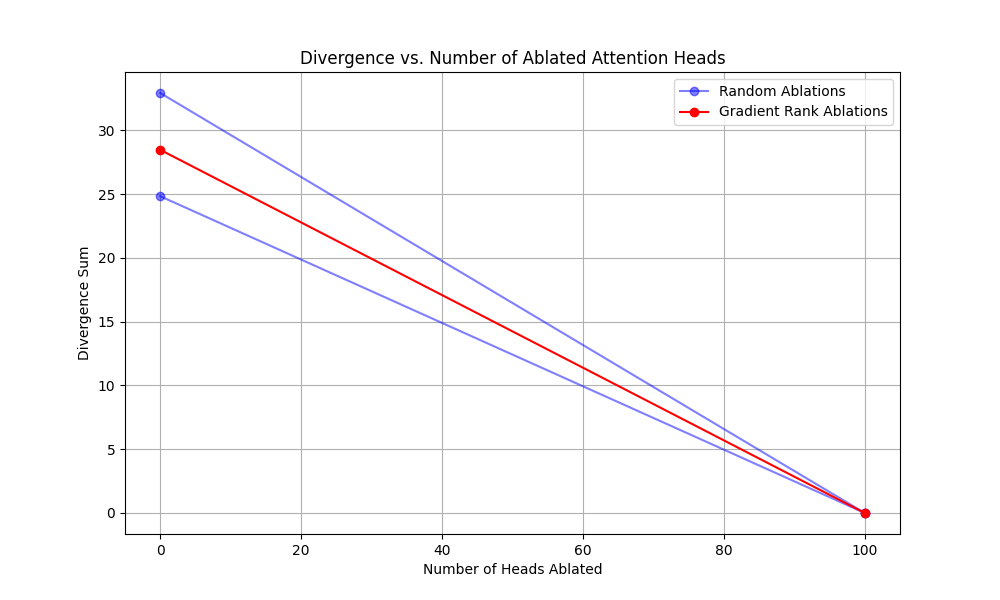 Divergence vs. Number of Ablated Attention Heads
Random Ablations
Gradient Rank Ablations
Divergence Sum
30
25
20
15
10
5
0
0 20 40 60 80 100
Number of Heads Ablated